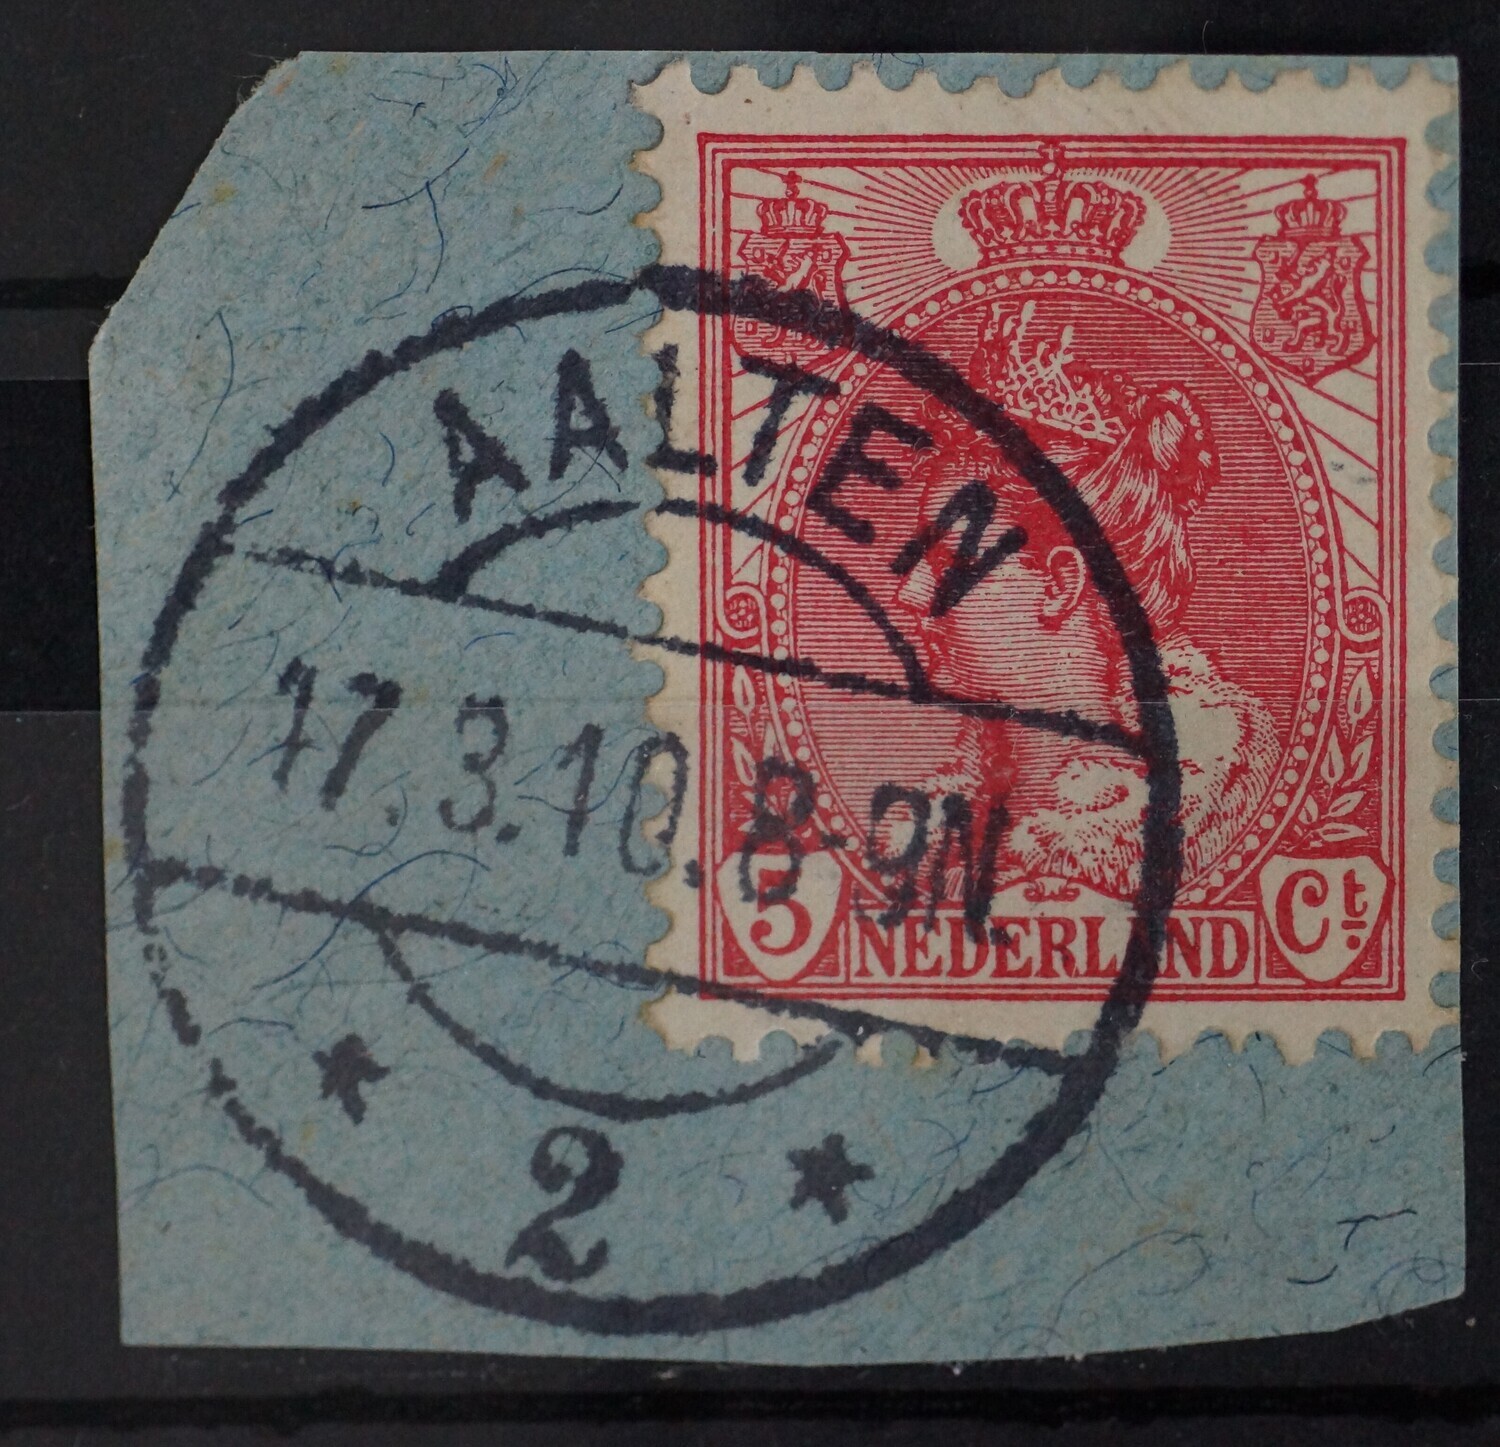 AALTEN
17.3.10.8-9N.
2
5 NEDERLAND Ct.